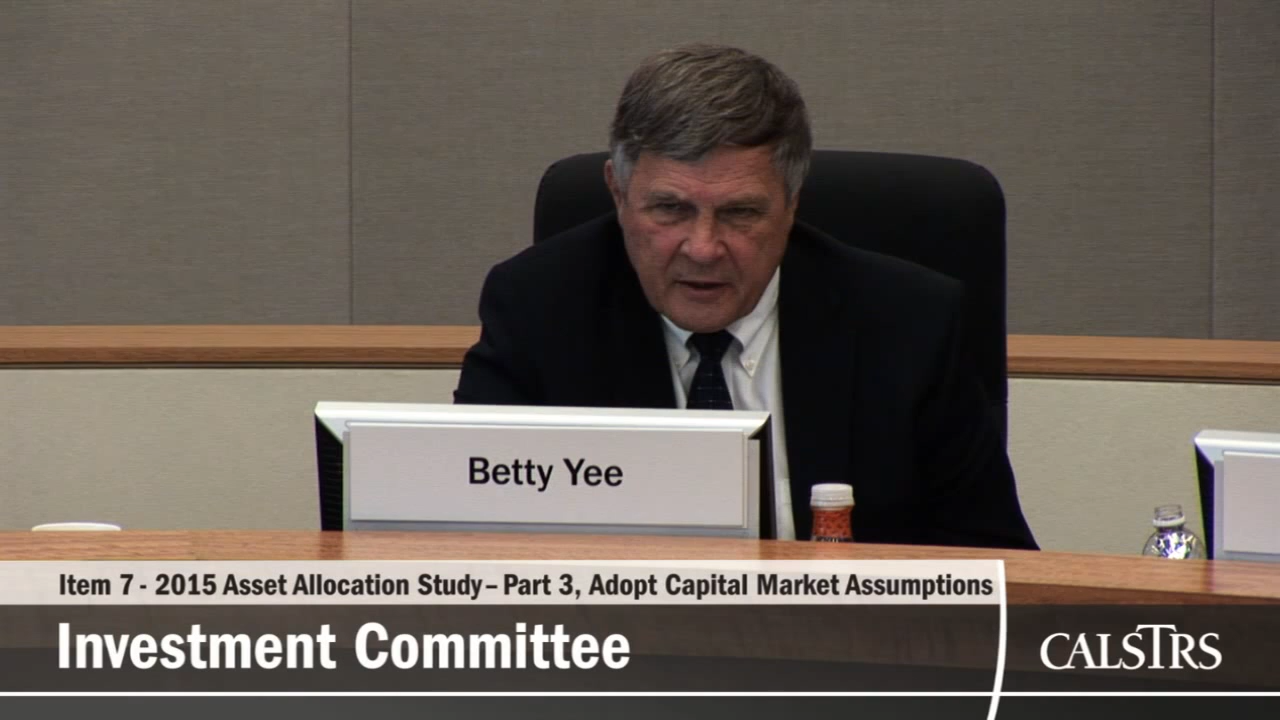 Betty Yee
Item 7 - 2015 Asset Allocation Study – Part 3, Adopt Capital Market Assumptions
Investment Committee
CALSTRS